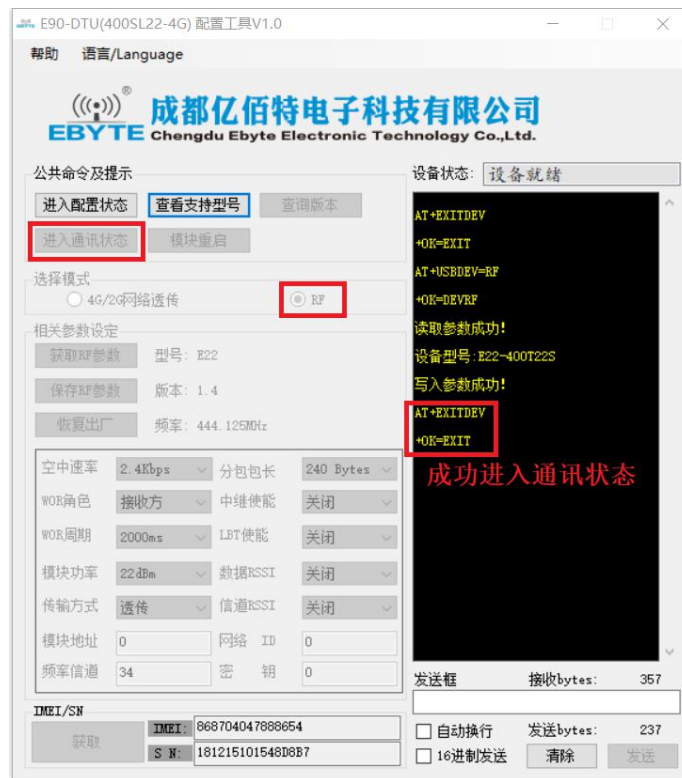 E90-DTU(400SL22-4G) 配置工具V1.0
帮助 语言/Language
成都亿佰特电子科技有限公司
EBYTE Chengdu Ebyte Electronic Technology Co.,Ltd.
公共命令及提示
设备状态: 设备就绪
进入配置状态 查看支持型号 查询版本
进入通讯状态 模块重启
选择模式
4G/2G网络透传 RF
相关参数设定
获取RF参数 型号: E22
保存RF参数 版本: 1.4
恢复出厂 频率: 444.125MHz
空中速率 2.4Kbps 分包包长 240 Bytes
WOR角色 接收方 中继使能 关闭
WOR周期 2000ms LBT使能 关闭
模块功率 22dBm 数据RSSI 关闭
传输方式 透传 信道RSSI 关闭
模块地址 0 网络 ID 0
频率信道 34 密 钥 0
IMEI/SN
获取
IMEI: 868704047888654
S N: 181215101548D8B7
AT+EXITDEV
+OK=EXIT
AT+USBDEV=RF
+OK=DEVRF
读取参数成功!
设备型号:E22-400T22S
写入参数成功!
AT+EXITDEV
+OK=EXIT
成功进入通讯状态
发送框 接收bytes: 357
自动换行 发送bytes: 237
16进制发送 清除 发送